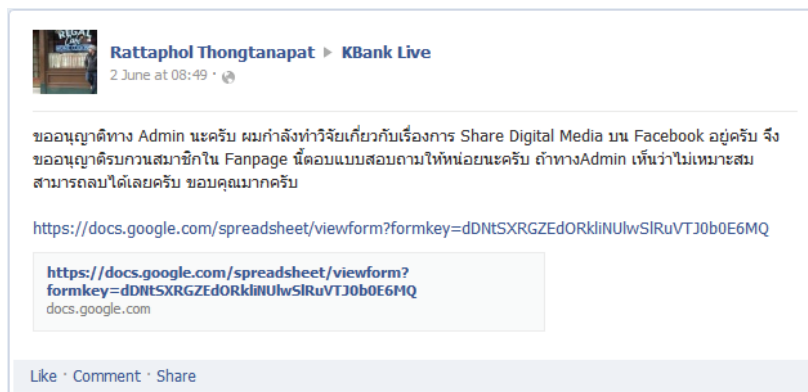 REGAL
Rattaphol Thongtanapat ▶ KBank Live
2 June at 08:49 ·
ขออนุญาติทาง Admin นะครับ ผมกำลังทำวิจัยเกี่ยวกับเรื่องการ Share Digital Media บน Facebook อยู่ครับ จึง
ขออนุญาติรบกวนสมาชิกใน Fanpage นี้ตอบแบบสอบถามให้หน่อยนะครับ ถ้าทางAdmin เห็นว่าไม่เหมาะสม
สามารถลบได้เลยครับ ขอบคุณมากครับ
https://docs.google.com/spreadsheet/viewform?formkey=dDNtSXRGZEdORkliNUlwSlRuVTJ0b0E6MQ
https://docs.google.com/spreadsheet/viewform?
formkey=dDNtSXRGZEdORkliNUlwSlRuVTJ0b0E6MQ
docs.google.com
Like · Comment · Share